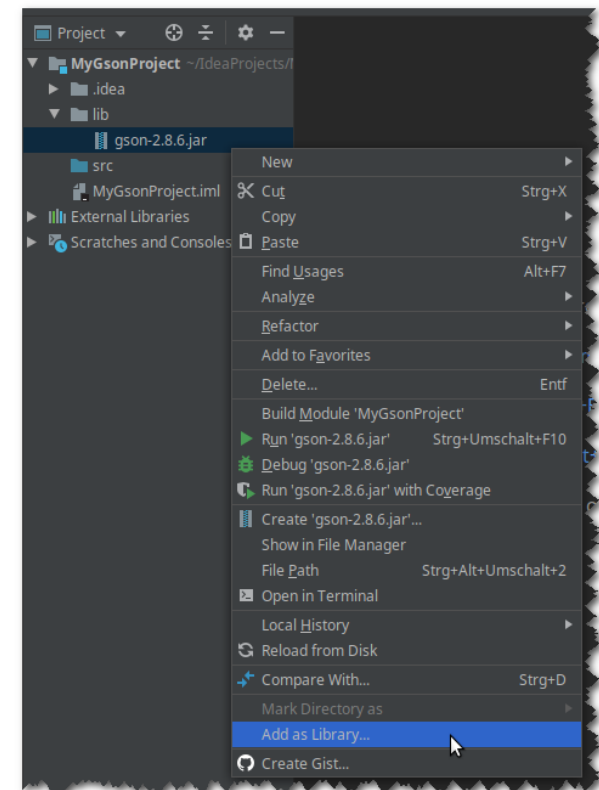 Project
MyGsonProject ~/IdeaProjects/
.idea
lib
gson-2.8.6.jar
src
MyGsonProject.iml
External Libraries
Scratches and Consoles
New
Cut Strg+X
Copy
Paste Strg+V
Find Usages Alt+F7
Analyze
Refactor
Add to Favorites
Delete... Entf
Build Module 'MyGsonProject'
Run 'gson-2.8.6.jar' Strg+Umschalt+F10
Debug 'gson-2.8.6.jar'
Run 'gson-2.8.6.jar' with Coverage
Create 'gson-2.8.6.jar'...
Show in File Manager
File Path Strg+Alt+Umschalt+2
Open in Terminal
Local History
Reload from Disk
Compare With... Strg+D
Mark Directory as
Add as Library...
Create Gist...